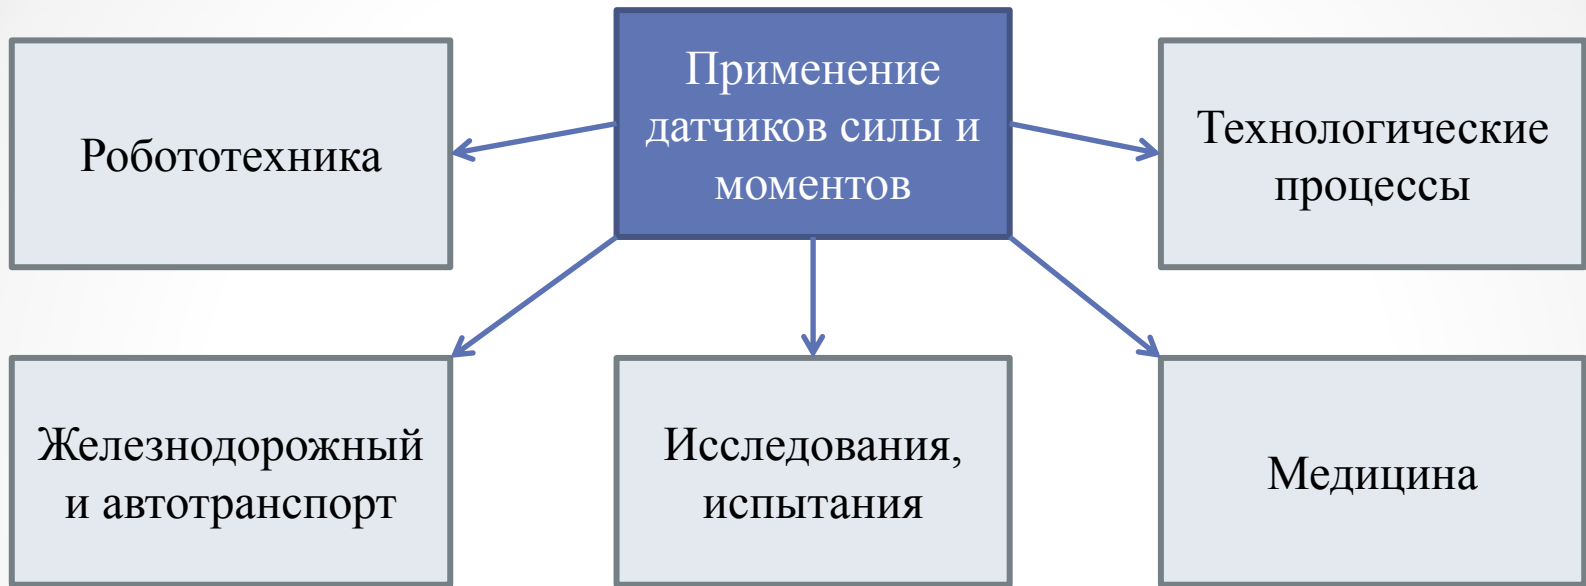 Применение
датчиков силы и
моментов
Робототехника
Технологические
процессы
Железнодорожный
и автотранспорт
Исследования,
испытания
Медицина